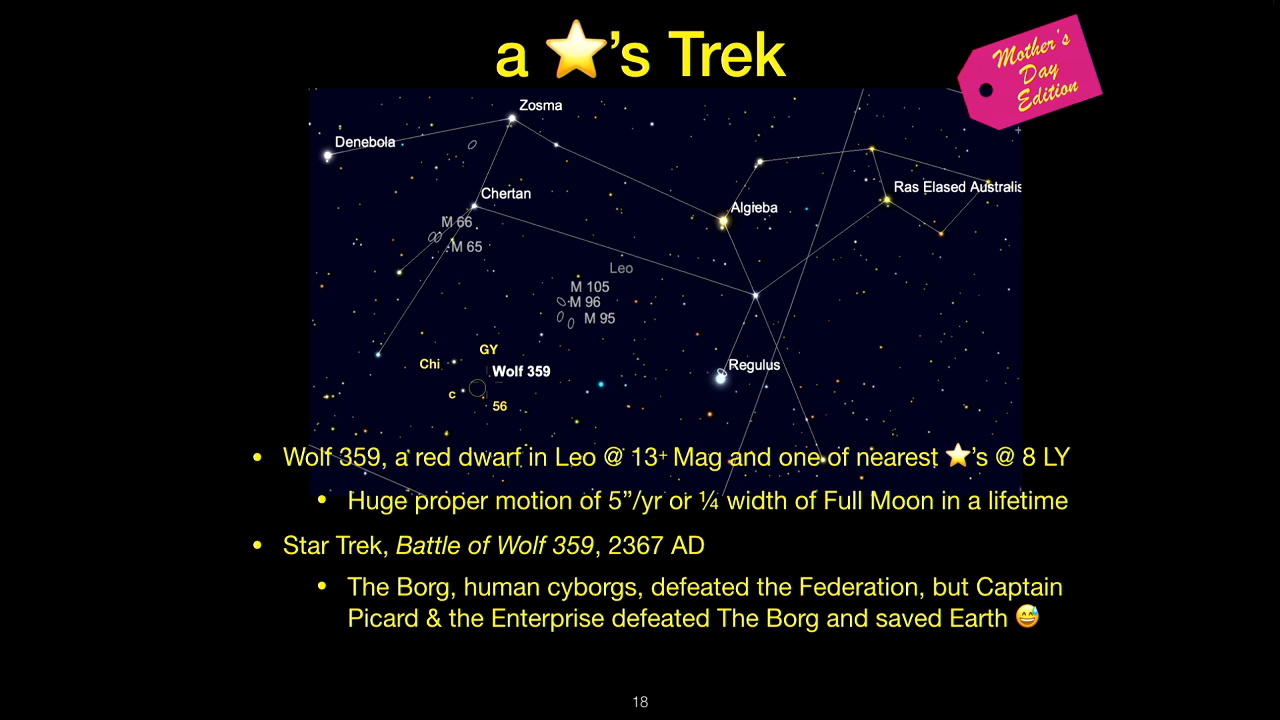 a ⭐’s Trek
Mother's
Day
Edition
Zosma
Denebola
Chertan
Ras Elased Australis
Algieba
M 66
M 65
Leo
M 105
M 96
M 95
GY
Chi
Wolf 359
Regulus
c
56
• Wolf 359, a red dwarf in Leo @ 13⁺ Mag and one of nearest ⭐’s @ 8 LY
• Huge proper motion of 5”/yr or ¼ width of Full Moon in a lifetime
• Star Trek, Battle of Wolf 359, 2367 AD
• The Borg, human cyborgs, defeated the Federation, but Captain
Picard & the Enterprise defeated The Borg and saved Earth 😅
18